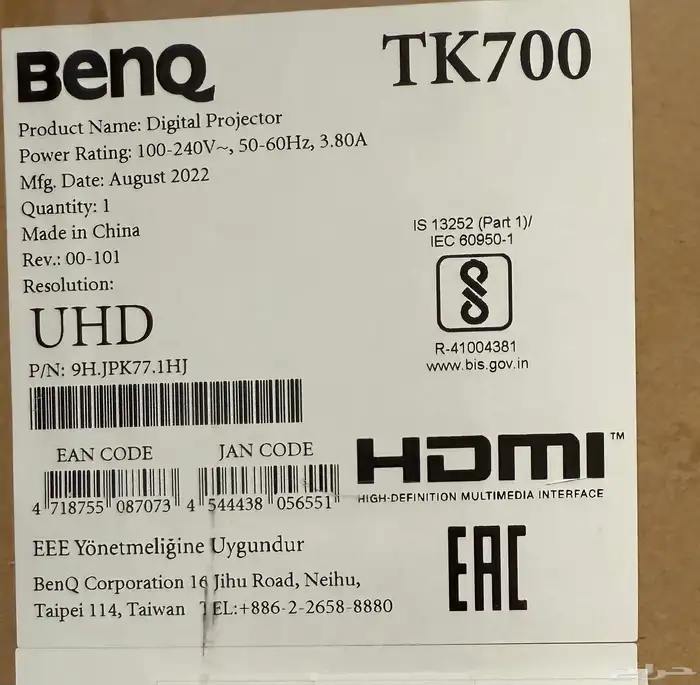 BenQ
TK700
Product Name: Digital Projector
Power Rating: 100-240V~, 50-60Hz, 3.80A
Mfg. Date: August 2022
Quantity: 1
Made in China
Rev.: 00-101
Resolution:
UHD
P/N: 9H.JPK77.1HJ
IS 13252 (Part 1)/
IEC 60950-1
R-41004381
www.bis.gov.in
EAN CODE
4 718755 087073
JAN CODE
4 544438 056551
HDMI™
HIGH-DEFINITION MULTIMEDIA INTERFACE
EEE Yönetmeliğine Uygundur
BenQ Corporation 16 Jihu Road, Neihu,
Taipei 114, Taiwan TEL:+886-2-2658-8880
EAC
حراج